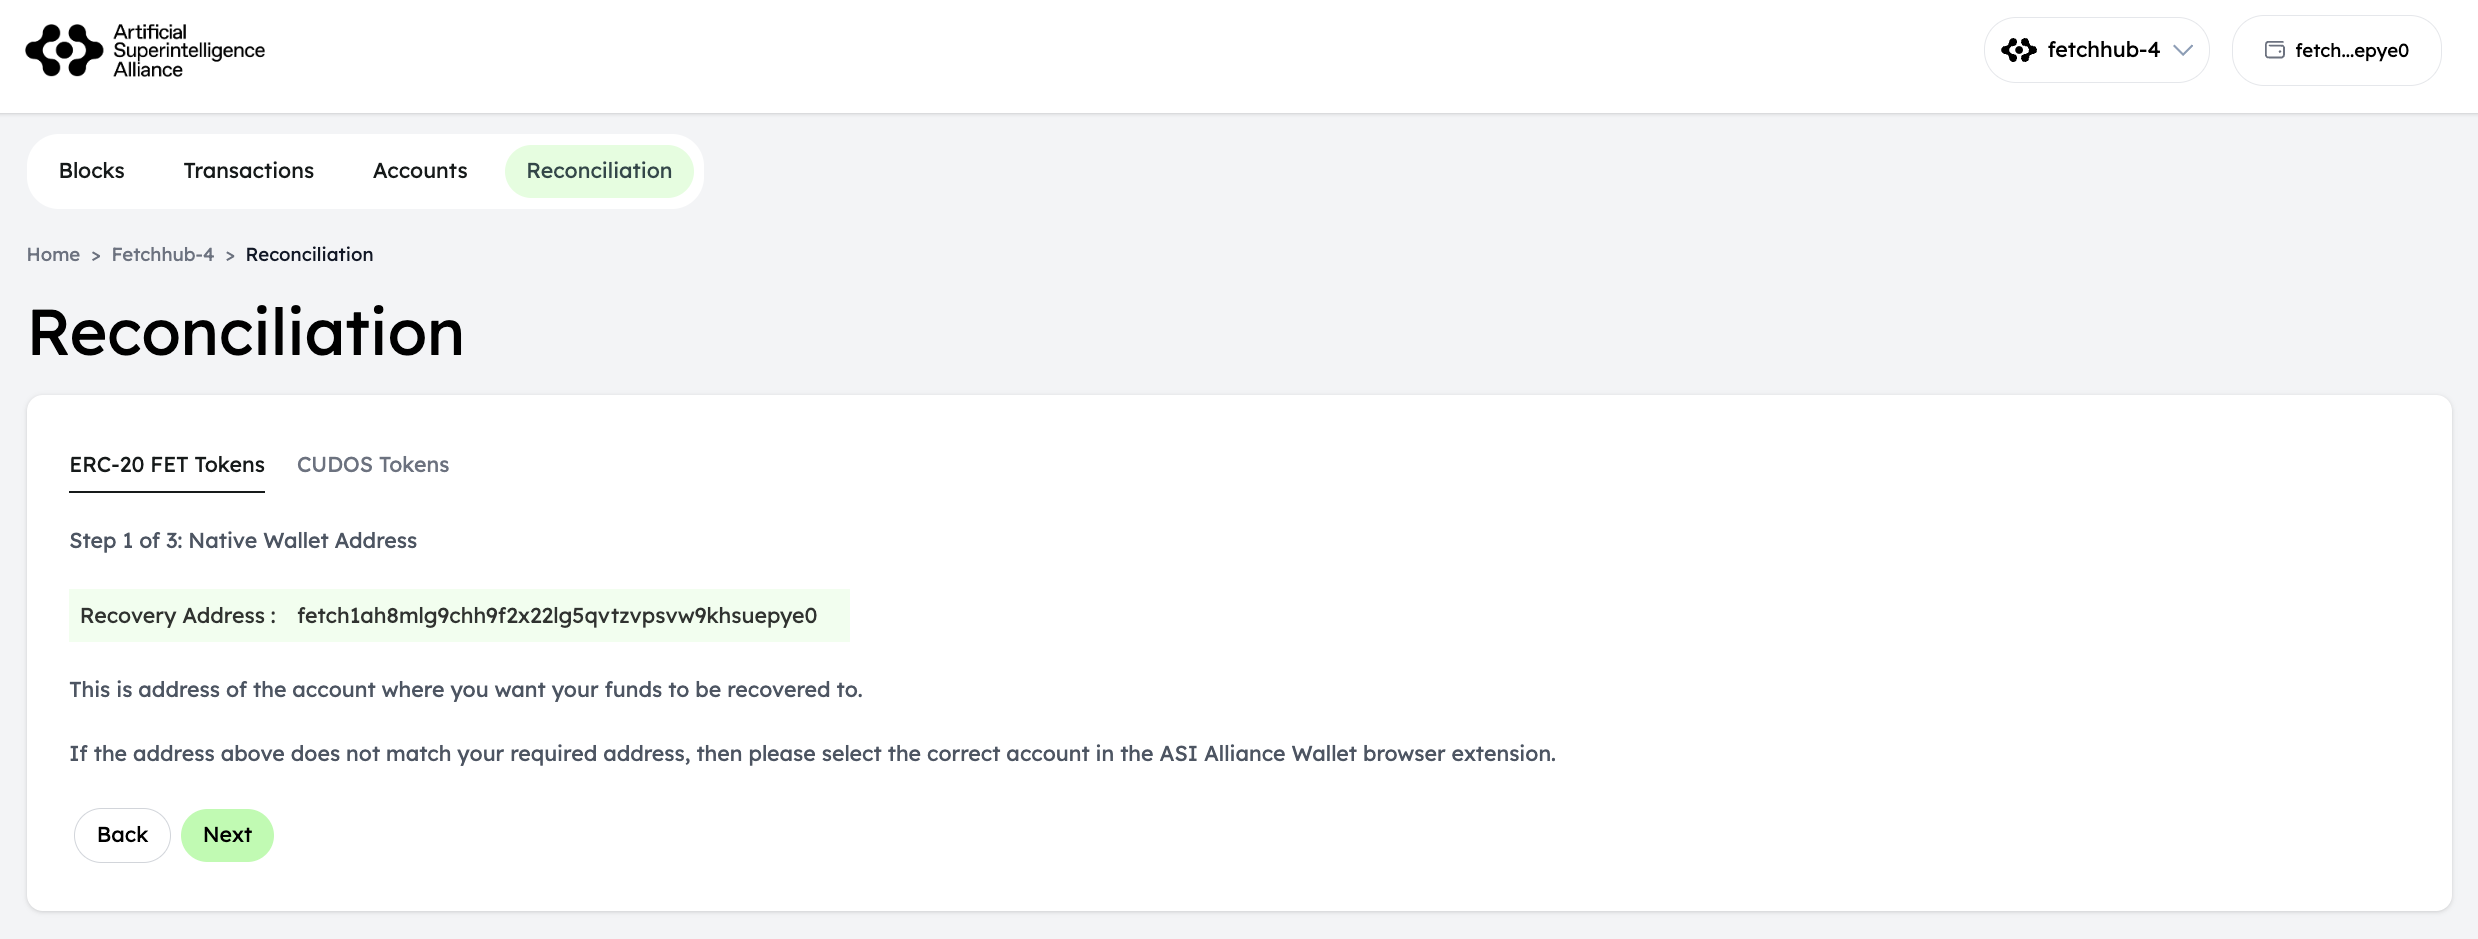 Artificial
Superintelligence
Alliance
fetchhub-4
fetch...epye0
Blocks Transactions Accounts Reconciliation
Home > Fetchhub-4 > Reconciliation
Reconciliation
ERC-20 FET Tokens CUDOS Tokens
Step 1 of 3: Native Wallet Address
Recovery Address : fetch1ah8mlg9chh9f2x22lg5qvtzvpsvw9khsuepye0
This is address of the account where you want your funds to be recovered to.
If the address above does not match your required address, then please select the correct account in the ASI Alliance Wallet browser extension.
Back Next